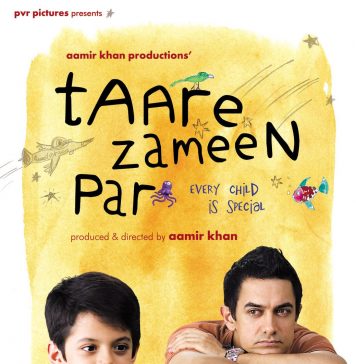 pvr pictures presents
aamir khan productions'
tAAre
zameeN
Par
EVERY CHILD
IS SPECIAL
produced & directed by aamir khan